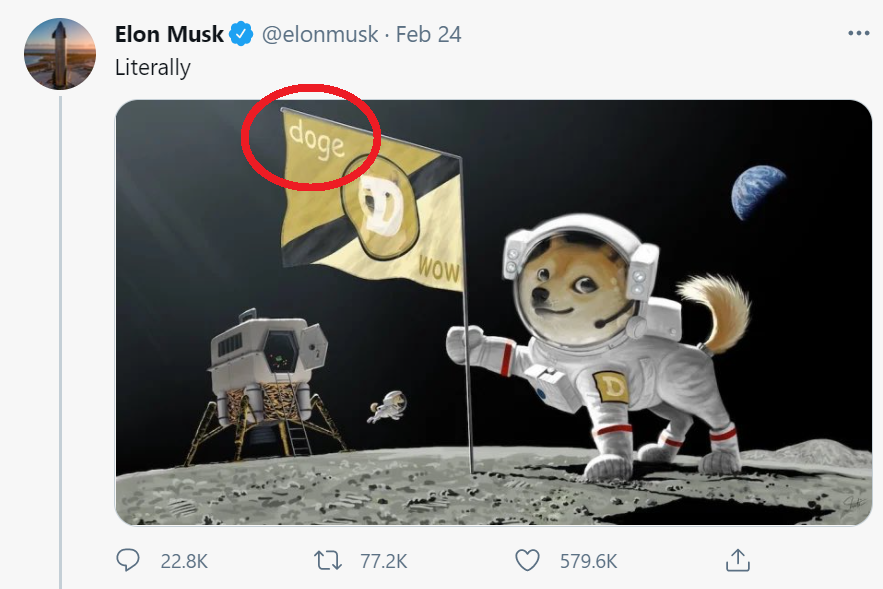 Elon Musk @elonmusk · Feb 24
Literally
doge
D
wow
D
22.8K 77.2K 579.6K